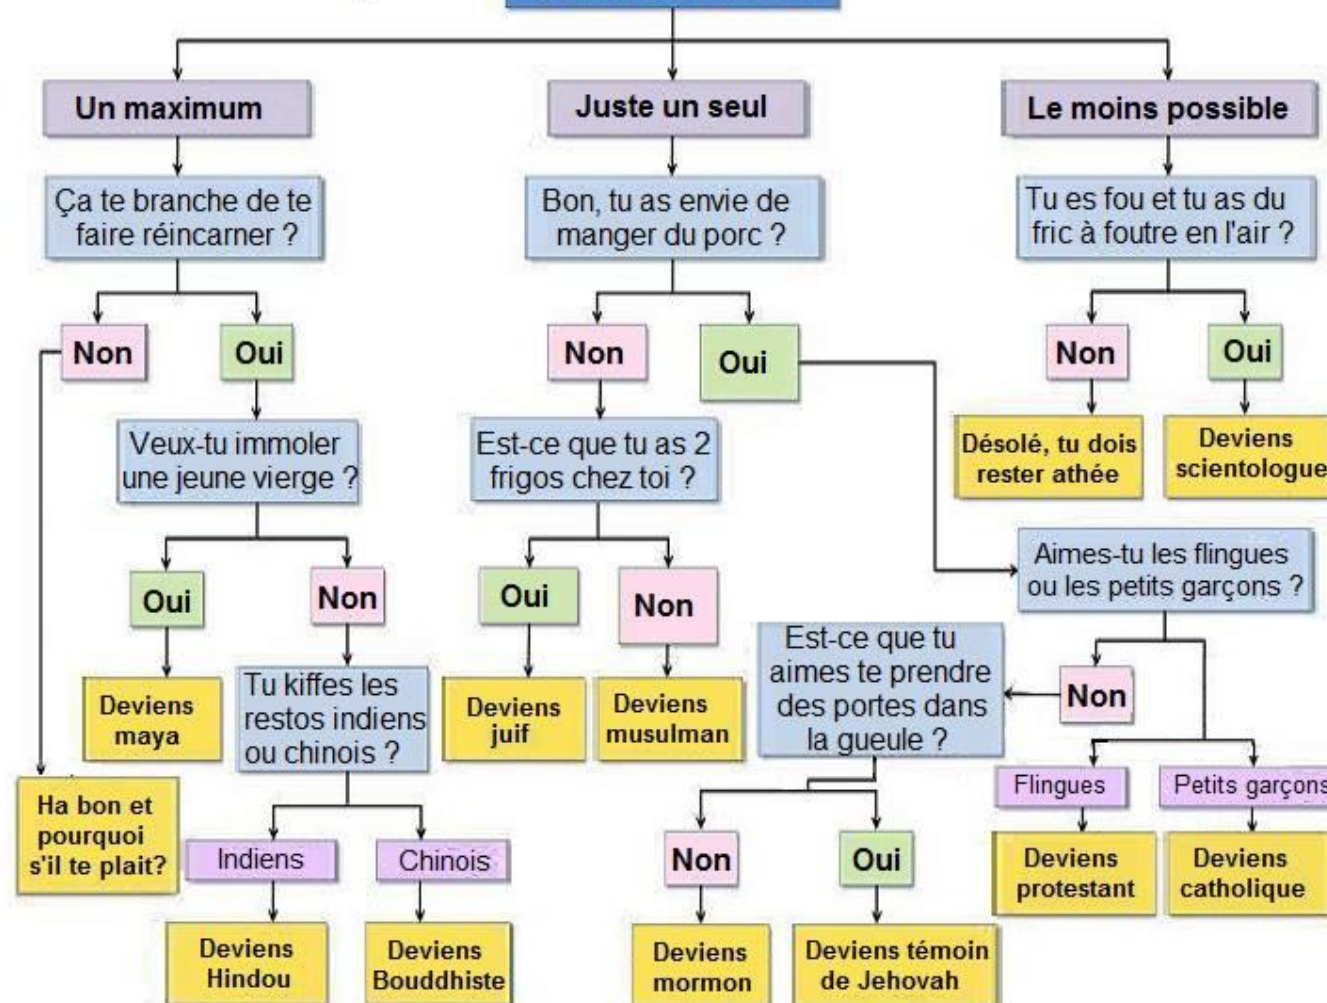 Un maximum
Juste un seul
Le moins possible
Ça te branche de te
faire réincarner ?
Bon, tu as envie de
manger du porc ?
Tu es fou et tu as du
fric à foutre en l'air ?
Non
Oui
Non
Oui
Non
Oui
Veux-tu immoler
une jeune vierge ?
Est-ce que tu as 2
frigos chez toi ?
Désolé, tu dois
rester athée
Deviens
scientologue
Aimes-tu les flingues
ou les petits garçons ?
Oui
Non
Oui
Non
Est-ce que tu
aimes te prendre
des portes dans
la gueule ?
Non
Deviens
maya
Tu kiffes les
restos indiens
ou chinois ?
Deviens
juif
Deviens
musulman
Flingues
Petits garçons
Ha bon et
pourquoi
s'il te plait?
Indiens
Chinois
Non
Oui
Deviens
protestant
Deviens
catholique
Deviens
Hindou
Deviens
Bouddhiste
Deviens
mormon
Deviens témoin
de Jehovah